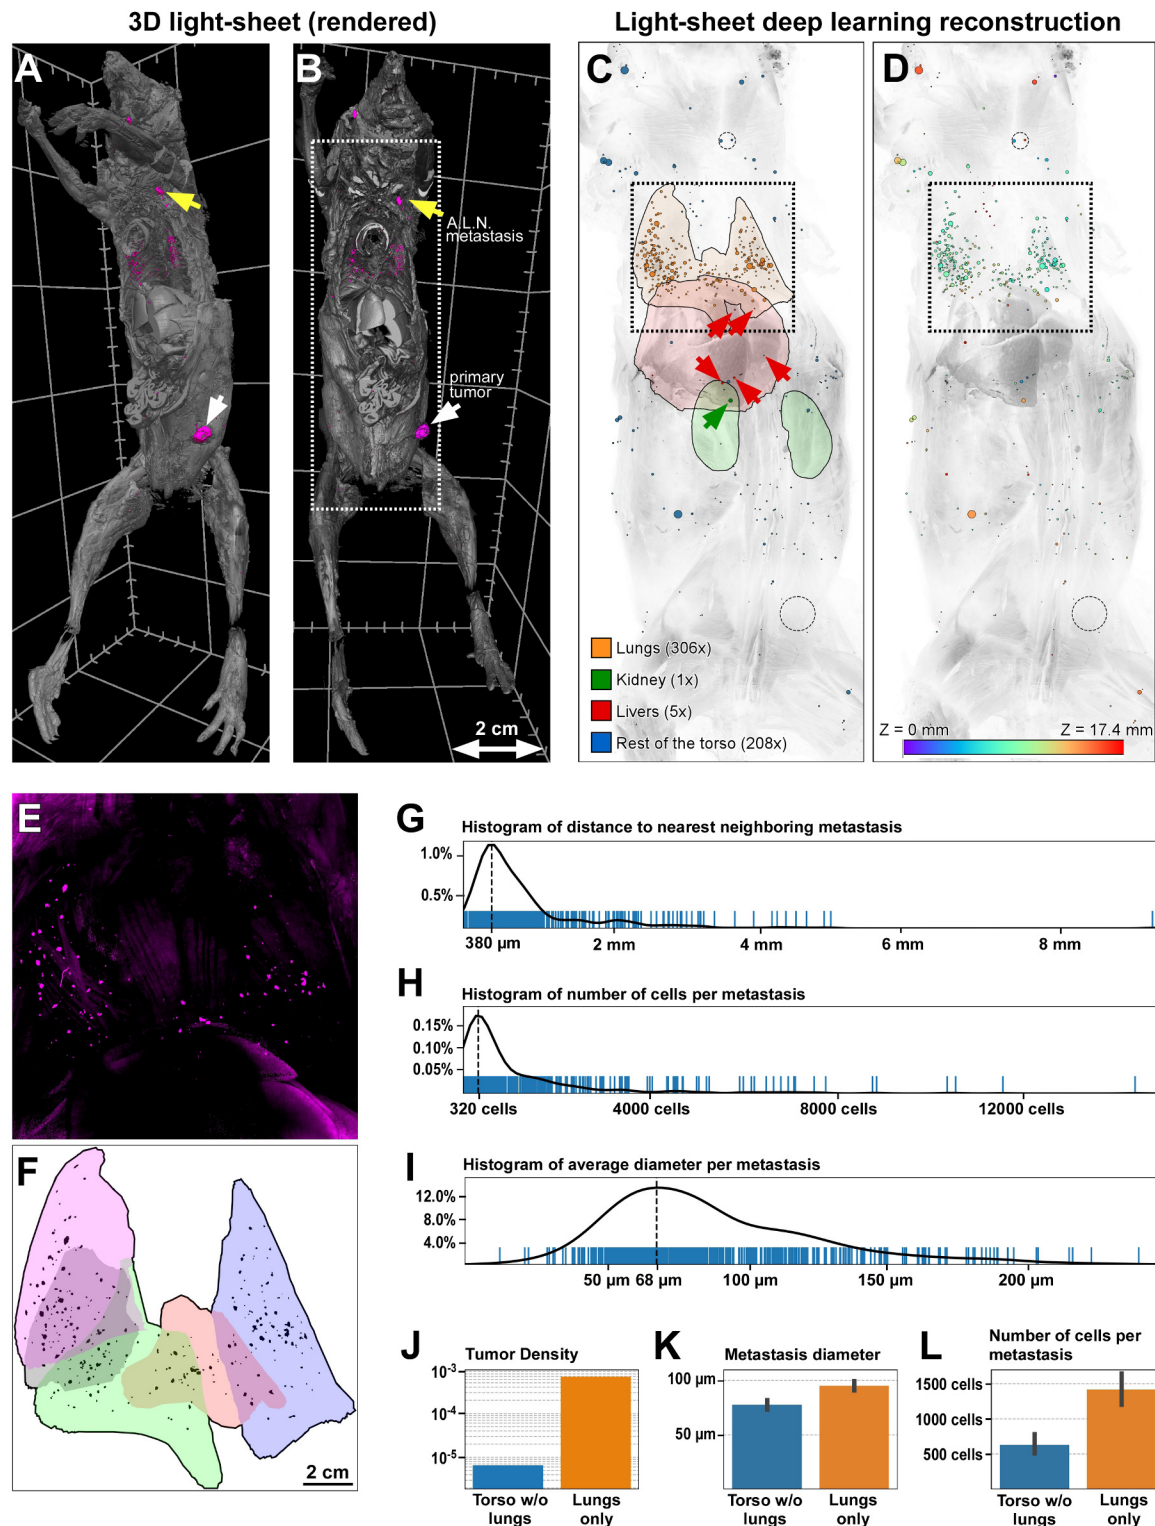 3D light-sheet (rendered)
Light-sheet deep learning reconstruction
A
B
C
D
A.L.N.
metastasis
primary
tumor
2 cm
Lungs (306x)
Kidney (1x)
Livers (5x)
Rest of the torso (208x)
Z = 0 mm
Z = 17.4 mm
E
F
2 cm
G
Histogram of distance to nearest neighboring metastasis
1.0%
0.5%
380 µm
2 mm
4 mm
6 mm
8 mm
H
Histogram of number of cells per metastasis
0.15%
0.10%
0.05%
320 cells
4000 cells
8000 cells
12000 cells
I
Histogram of average diameter per metastasis
12.0%
8.0%
4.0%
50 µm
68 µm
100 µm
150 µm
200 µm
J
Tumor Density
10-3
10-4
10-5
Torso w/o
lungs
Lungs
only
K
Metastasis diameter
100 µm
50 µm
Torso w/o
lungs
Lungs
only
L
Number of cells per
metastasis
1500 cells
1000 cells
500 cells
Torso w/o
lungs
Lungs
only